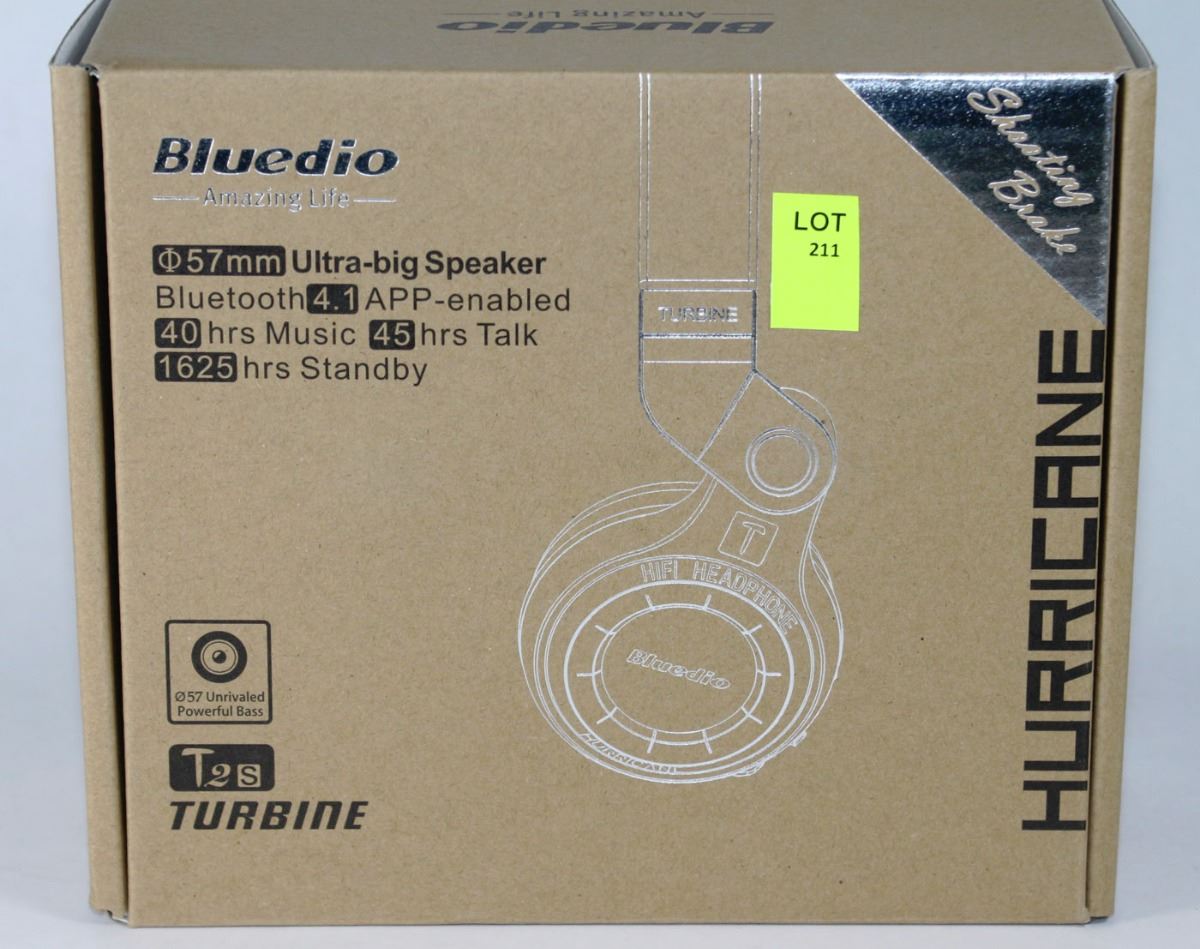 Bluedio
Amazing Life
Bluedio
Amazing Life
Φ57mm Ultra-big Speaker
Bluetooth 4.1 APP-enabled
40 hrs Music 45 hrs Talk
1625 hrs Standby
Shooting
Brake
LOT
211
TURBINE
HURRICANE
T
HIFI HEADPHONE
Bluedio
HURRICANE
Ø57 Unrivaled
Powerful Bass
T2S
TURBINE